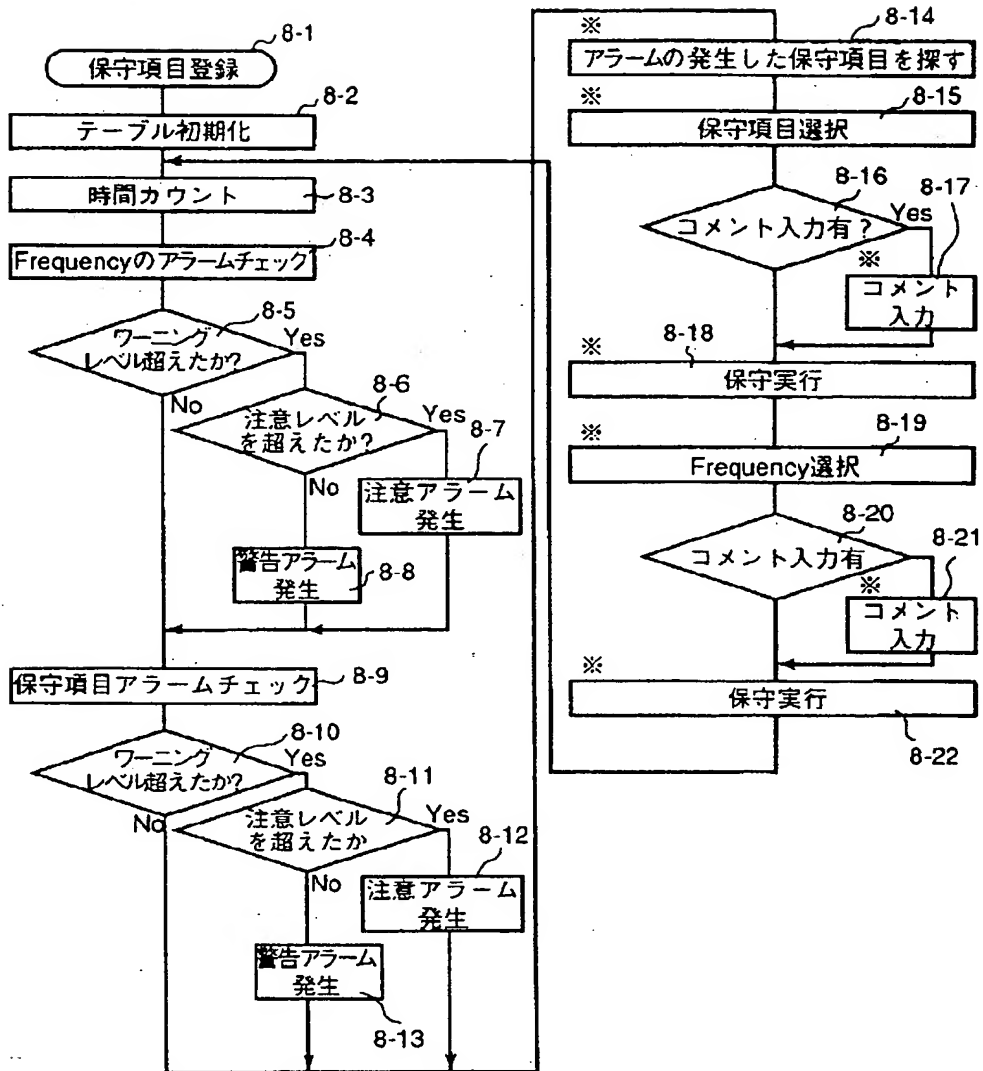 8-1
保守項目登録
8-2
テーブル初期化
時間カウント
8-3
8-4
Frequencyのアラームチェック
8-5
ワーニング
レベル超えたか?
Yes
No
8-6
注意レベル
を超えたか?
Yes
No
8-7
注意アラーム
発生
警告アラーム
発生
8-8
保守項目アラームチェック
8-9
8-10
ワーニング
レベル超えたか?
Yes
No
8-11
注意レベル
を超えたか
Yes
No
8-12
注意アラーム
発生
警告アラーム
発生
8-13
※
8-14
アラームの発生した保守項目を探す
※
8-15
保守項目選択
8-16
コメント入力有?
Yes
8-17
※
コメント
入力
※
8-18
保守実行
※
8-19
Frequency選択
8-20
コメント入力有
8-21
※
コメント
入力
※
保守実行
8-22